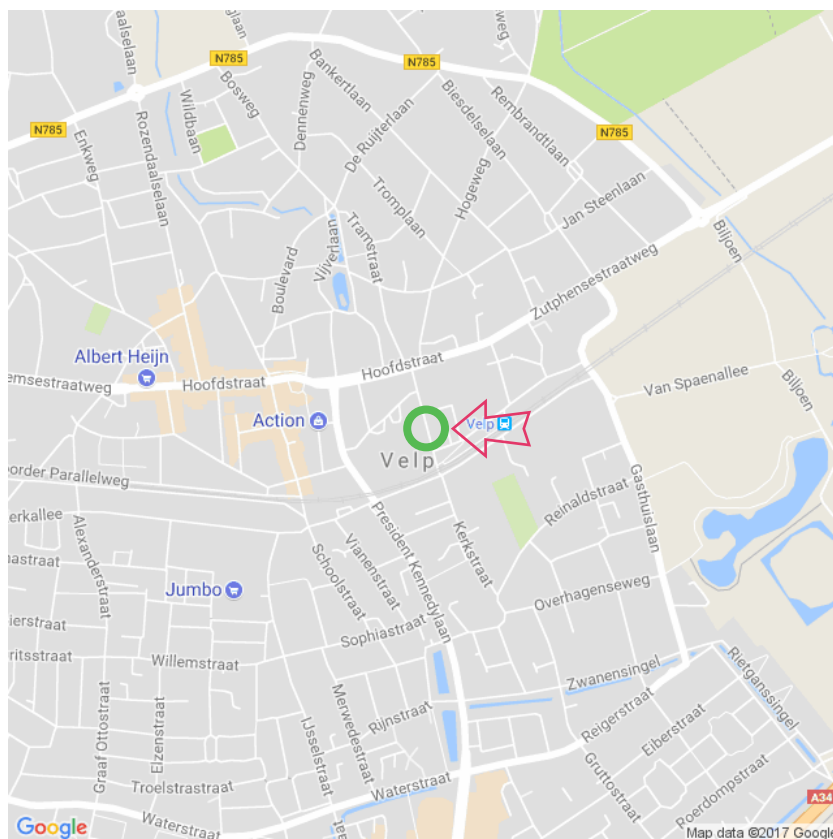 Rozendaalselaan
N785
Bosweg
Wildbaan
Enkweg
N785
Rozendaalselaan
Dennenweg
Bankertlaan
De Ruijterlaan
N785
Biesdelselaan
Hogeweg
Rembrandtlaan
N785
Tromplaan
Tramstraat
Vijverlaan
Boulevard
Jan Steenlaan
Biljoen
Zutphensestraatweg
Hoofdstraat
Albert Heijn
Hoofdstraat
Action
Velp
Velp
Van Spaenallee
Biljoen
Gasthuislaan
Reinaldstraat
Kerkstraat
President Kennedylaan
Alexanderstraat
Schoolstraat
Vianenstraat
Jumbo
Overhagenseweg
Sophiastraat
Willemstraat
Zwanensingel
Rietganssingel
Merwedestraat
Rijnstraat
IJsselstraat
Elzenstraat
Graaf Ottostraat
Reigerstraat
Eiberstraat
Gruttostraat
Roerdompstraat
Troelstrastraat
Waterstraat
Waterstraat
A34
Google
Map data ©2017 Google